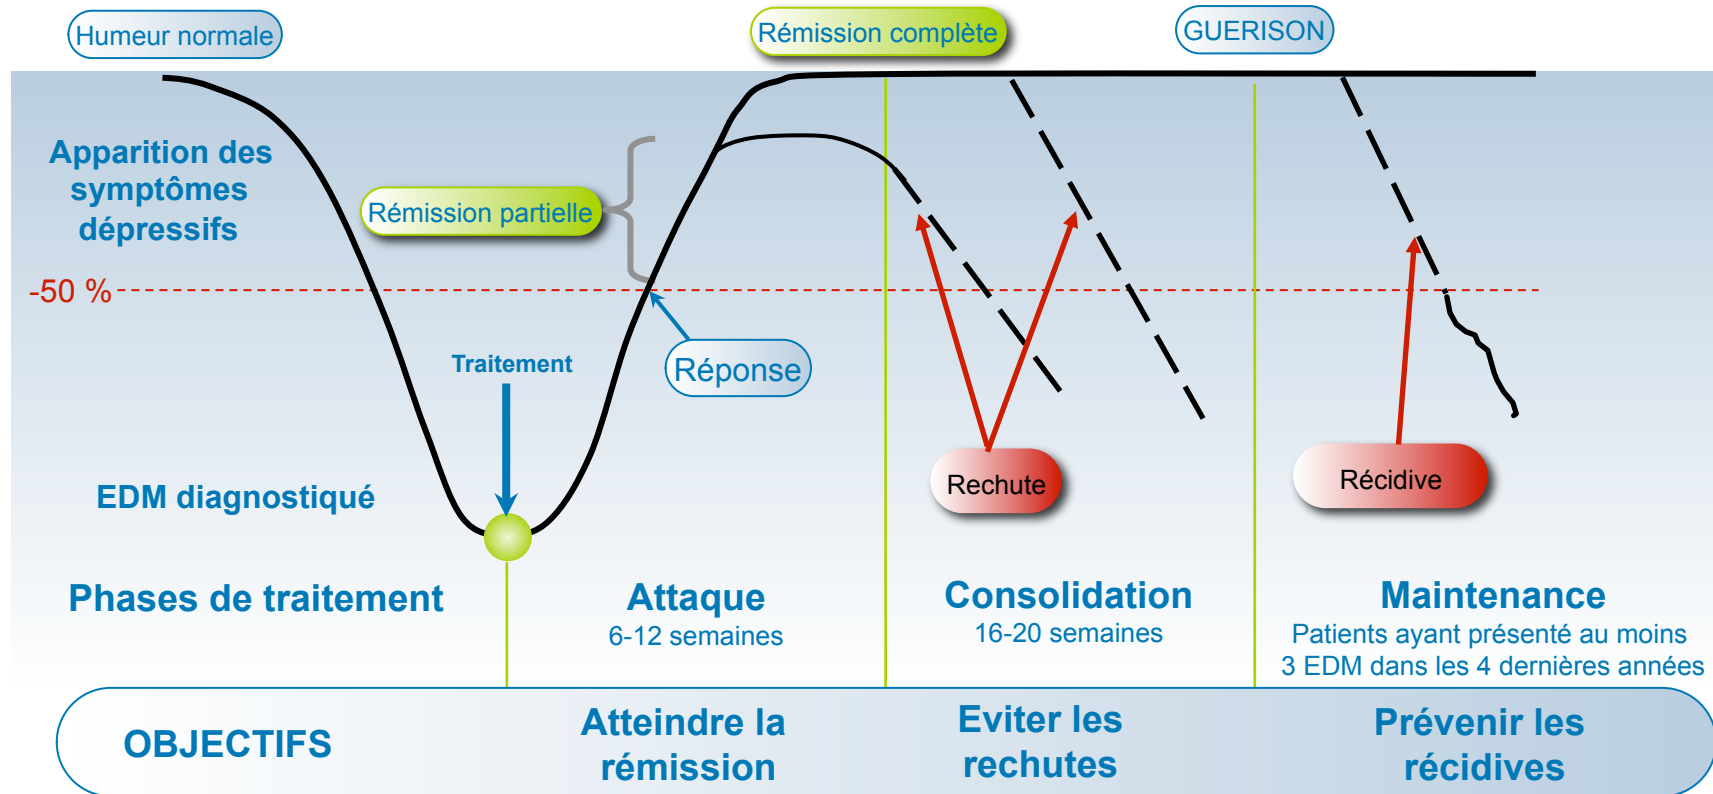 Humeur normale
Rémission complète
GUERISON
Apparition des
symptômes
dépressifs
Rémission partielle
-50 %
Traitement
Réponse
EDM diagnostiqué
Rechute
Récidive
Phases de traitement
Attaque
6-12 semaines
Consolidation
16-20 semaines
Maintenance
Patients ayant présenté au moins
3 EDM dans les 4 dernières années
OBJECTIFS
Atteindre la
rémission
Eviter les
rechutes
Prévenir les
récidives